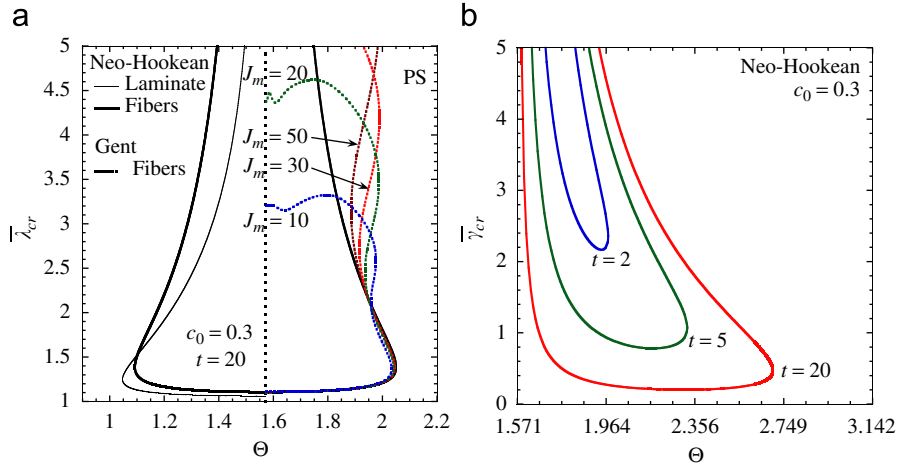 a
b
5
4.5
4
3.5
3
2.5
2
1.5
1
Neo-Hookean
Laminate
Fibers
Gent
Fibers
J_m = 20
J_m = 50
J_m = 30
J_m = 10
PS
c_0 = 0.3
t = 20
λ̅_cr
1
1.2
1.4
1.6
1.8
2
2.2
Θ
5
4
3
2
1
0
Neo-Hookean
c_0 = 0.3
t = 2
t = 5
t = 20
γ̅_cr
1.571
1.964
2.356
2.749
3.142
Θ